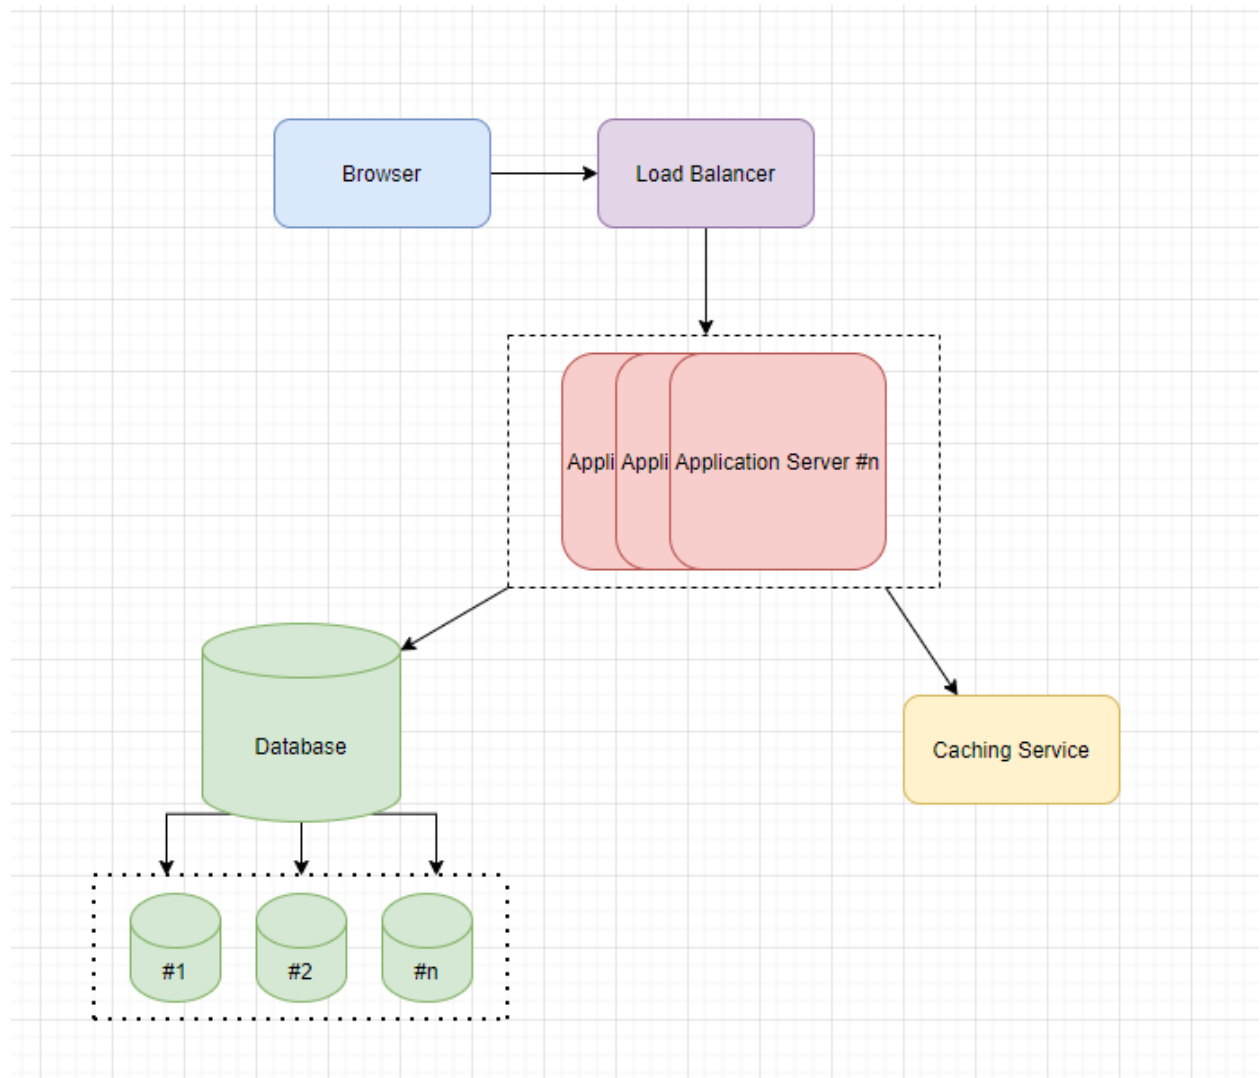 Browser
Load Balancer
Appli
Appli
Application Server #n
Database
Caching Service
#1
#2
#n